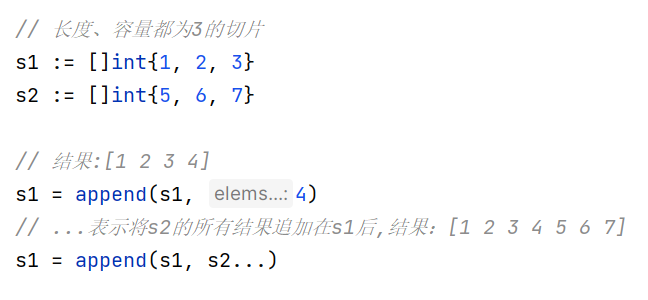 // 长度、容量都为3的切片
s1 := []int{1, 2, 3}
s2 := []int{5, 6, 7}
// 结果:[1 2 3 4]
s1 = append(s1, elems...: 4)
// ...表示将s2的所有结果追加在s1后,结果: [1 2 3 4 5 6 7]
s1 = append(s1, s2...)